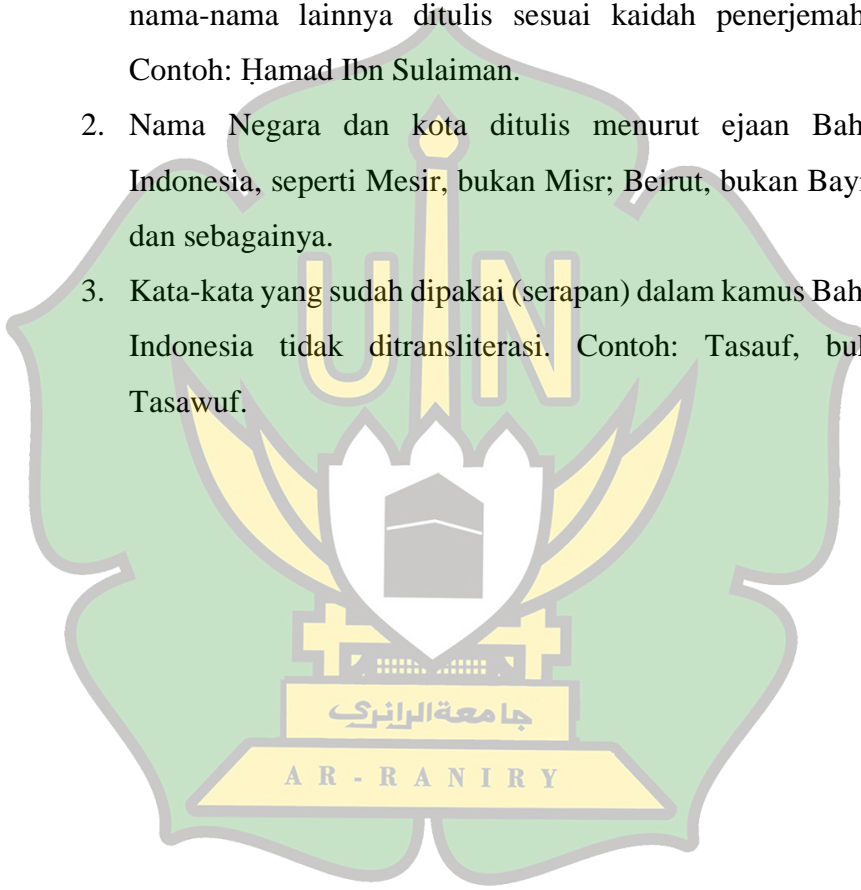 nama-nama lainnya ditulis sesuai kaidah penerjemah
Contoh: Ḥamad Ibn Sulaiman.
2. Nama Negara dan kota ditulis menurut ejaan Bah
Indonesia, seperti Mesir, bukan Misr; Beirut, bukan Bay
dan sebagainya.
3. Kata-kata yang sudah dipakai (serapan) dalam kamus Bah
Indonesia tidak ditransliterasi. Contoh: Tasauf, bu
Tasawuf.
UIN
جامعة الرانري
AR-RANIRY